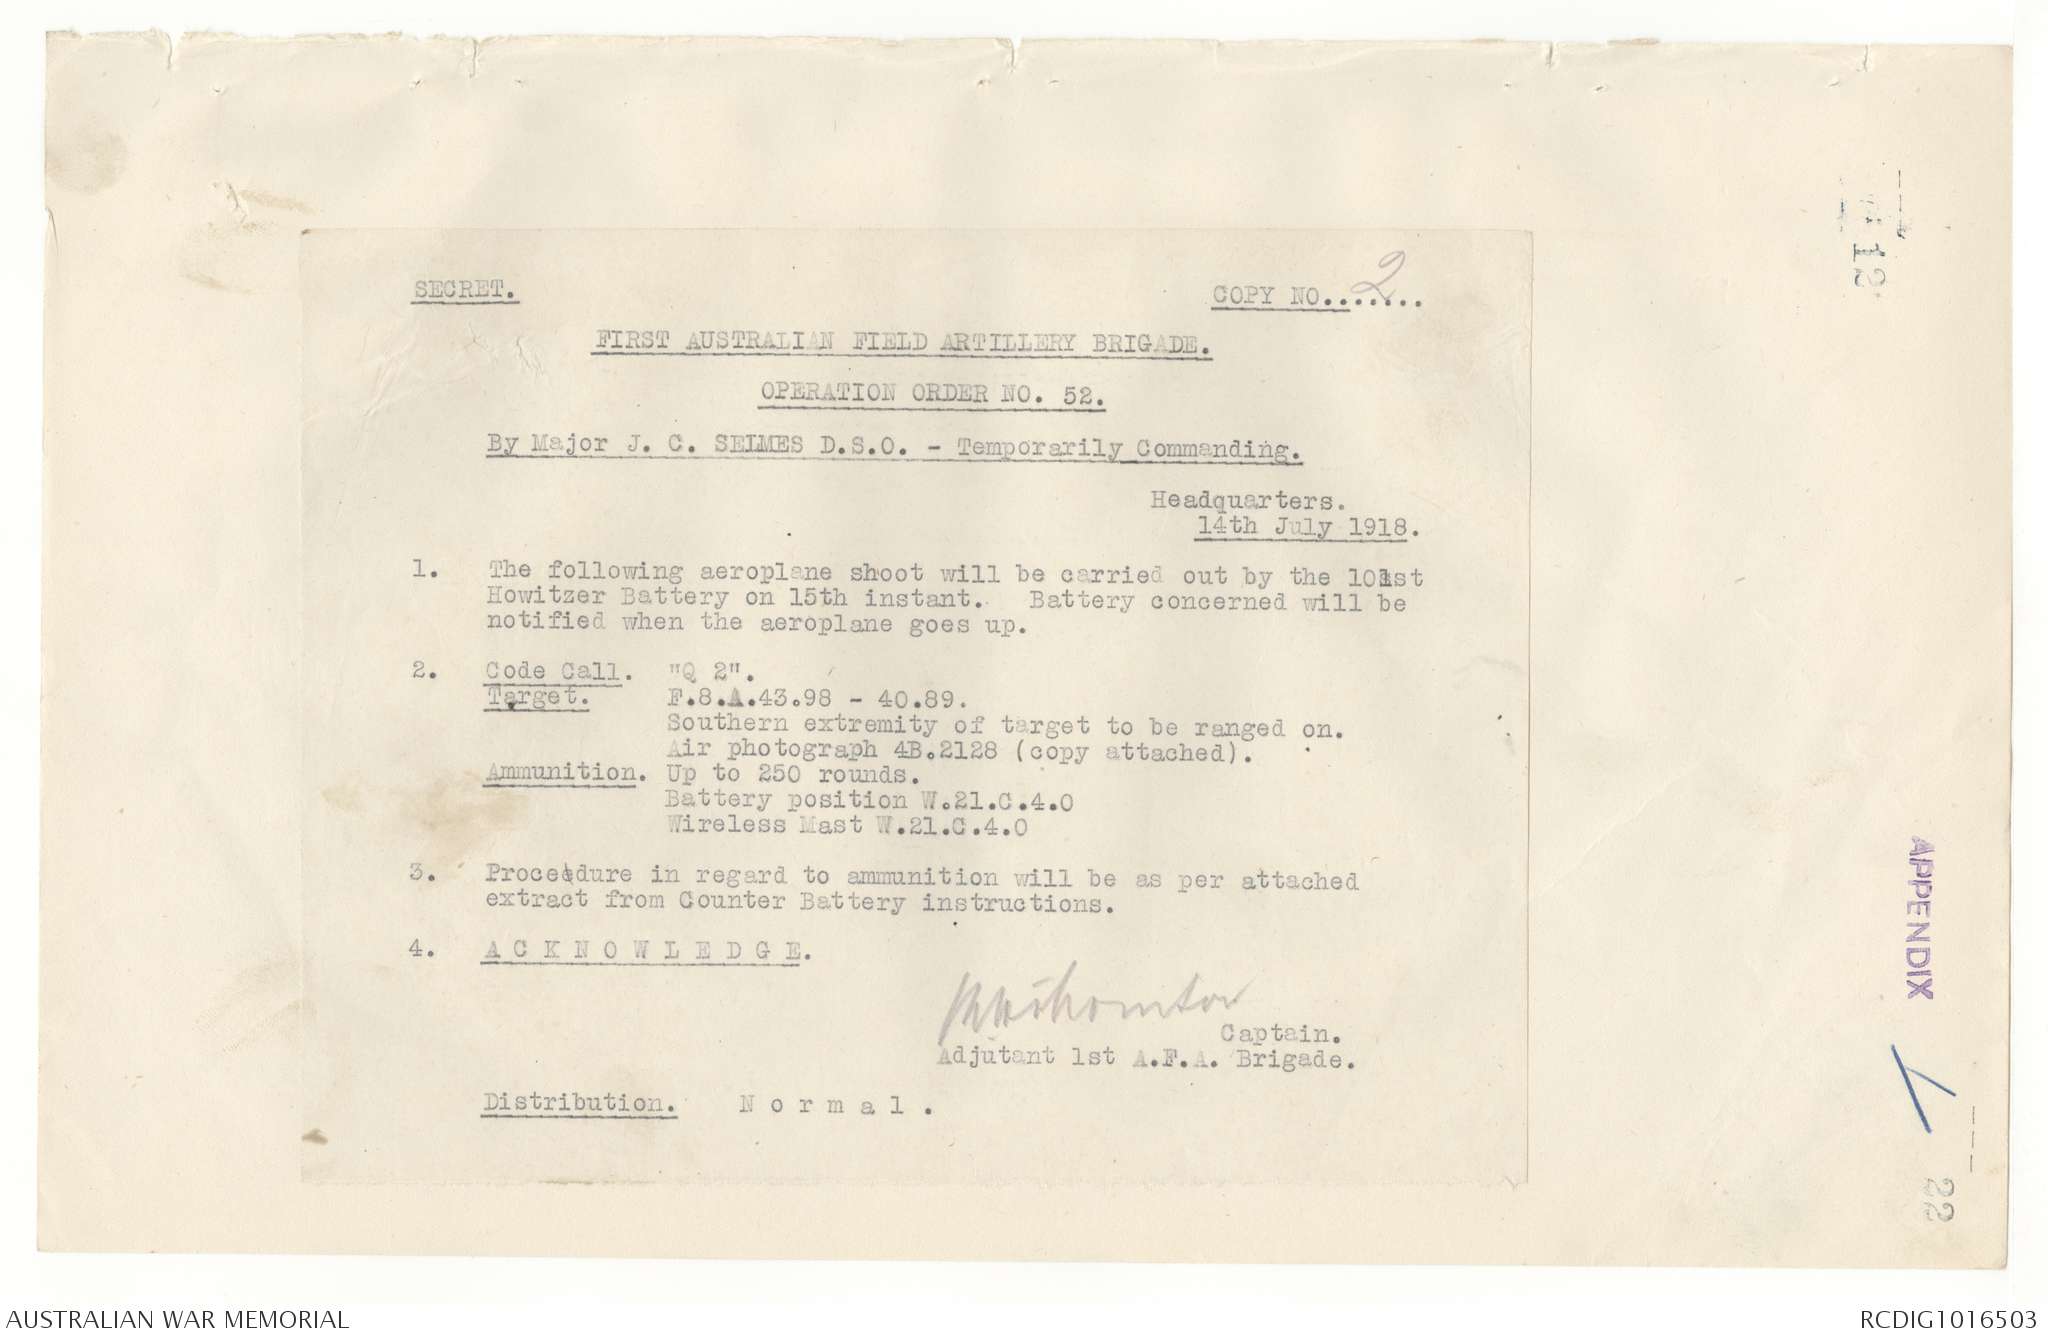 SECRET.
COPY NO....2...
FIRST AUSTRALIAN FIELD ARTILLERY BRIGADE.
OPERATION ORDER NO. 52.
By Major J. C. SELMES D.S.O. - Temporarily Commanding.
Headquarters.
14th July 1918.
1. The following aeroplane shoot will be carried out by the 101st
Howitzer Battery on 15th instant. Battery concerned will be
notified when the aeroplane goes up.
2. Code Call. "Q 2".
Target. F.8.A.43.98 - 40.89.
Southern extremity of target to be ranged on.
Air photograph 4B.2128 (copy attached).
Ammunition. Up to 250 rounds.
Battery position W.21.C.4.0
Wireless Mast W.21.C.4.0
3. Procedure in regard to ammunition will be as per attached
extract from Counter Battery instructions.
4. A C K N O W L E D G E.
Captain.
Adjutant 1st A.F.A. Brigade.
Distribution. N o r m a l .
12
APPENDIX
22
AUSTRALIAN WAR MEMORIAL
RCDIG1016503